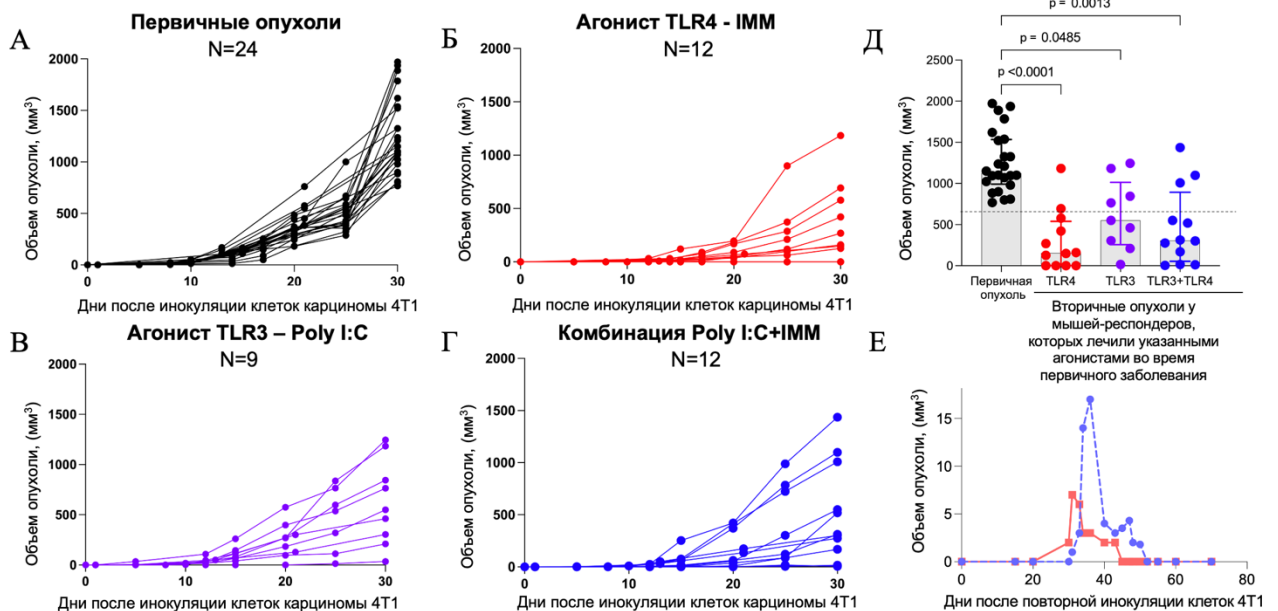 А
Первичные опухоли
N=24
Объем опухоли, (мм³)
2000
1500
1000
500
0
0
10
20
30
Дни после инокуляции клеток карциномы 4T1
Б
Агонист TLR4 - IMM
N=12
Объем опухоли, (мм³)
2000
1500
1000
500
0
0
10
20
30
Дни после инокуляции клеток карциномы 4T1
Д
p = 0.0013
p = 0.0485
p <0.0001
Объем опухоли, (мм³)
2500
2000
1500
1000
500
0
Первичная
опухоль
TLR4
TLR3
TLR3+TLR4
Вторичные опухоли у
мышей-респондеров,
которых лечили указанными
агонистами во время
первичного заболевания
В
Агонист TLR3 – Poly I:C
N=9
Объем опухоли, (мм³)
2000
1500
1000
500
0
0
10
20
30
Дни после инокуляции клеток карциномы 4T1
Г
Комбинация Poly I:C+IMM
N=12
Объем опухоли, (мм³)
2000
1500
1000
500
0
0
10
20
30
Дни после инокуляции клеток карциномы 4T1
Е
Объем опухоли, (мм³)
15
10
5
0
0
20
40
60
80
Дни после повторной инокуляции клеток 4T1